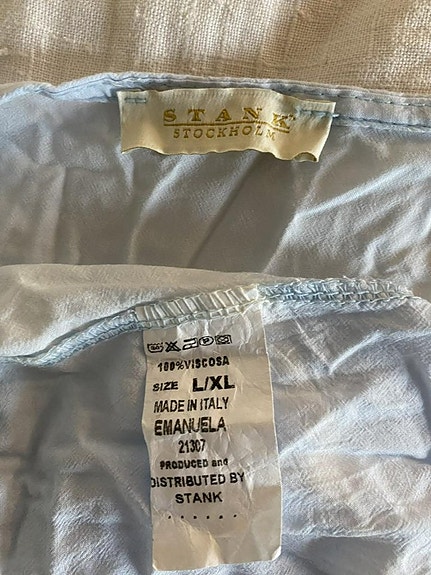 STANK
STOCKHOLM
100%VISCOSA
SIZE L/XL
MADE IN ITALY
EMANUELA
21307
PRODUCED and
DISTRIBUTED BY
STANK